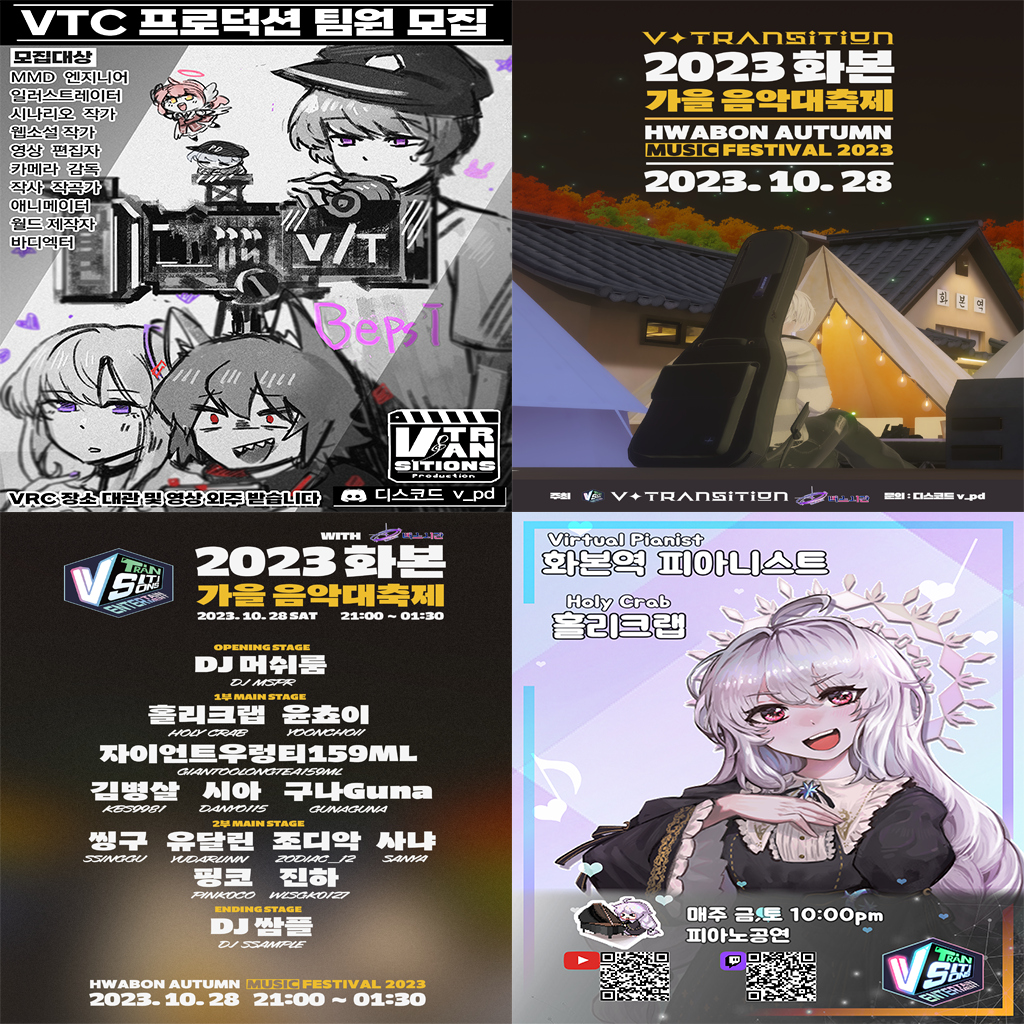 VTC 프로덕션 팀원 모집
모집대상
MMD 엔지니어
일러스트레이터
시나리오 작가
웹소설 작가
영상 편집자
카메라 감독
작사 작곡가
애니메이터
월드 제작자
바디엑터
PD
V/T
BepsI
V of TRANSITIONS
Production
VRC 장소 대관 및 영상 외주 받습니다
디스코드 v_pd
V✦TRANSITION
2023 화본
가을 음악대축제
HWABON AUTUMN
MUSIC FESTIVAL 2023
2023. 10. 28
화본역
주최 V✦TRANSITION 문의 : 디스코드 v_pd
WITH
2023 화본
가을 음악대축제
2023. 10. 28 SAT 21:00 ~ 01:30
V TRANSITIONS
ENTERTAIN
OPENING STAGE
DJ 머쉬룸
DJ MSPR
1부 MAIN STAGE
홀리크랩 윤쵸이
HOLY CRAB YOONCHOII
자이언트우렁티159ML
GIANTOOLONGTEA159ML
김병살 시아 구나Guna
KBS9981 DANYO115 GUNAGUNA
2부 MAIN STAGE
씽구 유달린 조디악 사냐
SSINGGU YUDARLINN ZODIAC_12 SANYA
핑코 진하
PINKOCO WLSGK0127
ENDING STAGE
DJ 쌈플
DJ SSAMPLE
HWABON AUTUMN MUSIC FESTIVAL 2023
2023. 10. 28 21:00 ~ 01:30
Virtual Pianist
화본역 피아니스트
Holy Crab
홀리크랩
매주 금,토 10:00pm
피아노공연
V TRANSITIONS
ENTERTAIN